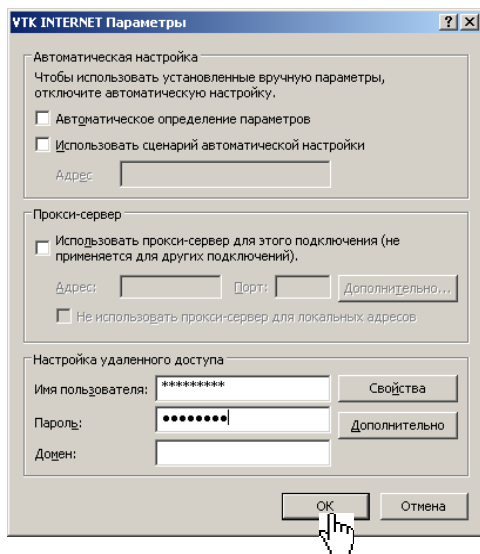 VTK INTERNET Параметры
Автоматическая настройка
Чтобы использовать установленные вручную параметры,
отключите автоматическую настройку.
Автоматическое определение параметров
Использовать сценарий автоматической настройки
Адрес
Прокси-сервер
Использовать прокси-сервер для этого подключения (не
применяется для других подключений).
Адрес:
Порт:
Дополнительно...
Не использовать прокси-сервер для локальных адресов
Настройка удаленного доступа
Имя пользователя: *********
Свойства
Пароль: ●●●●●●●●
Дополнительно
Домен:
ОК
Отмена